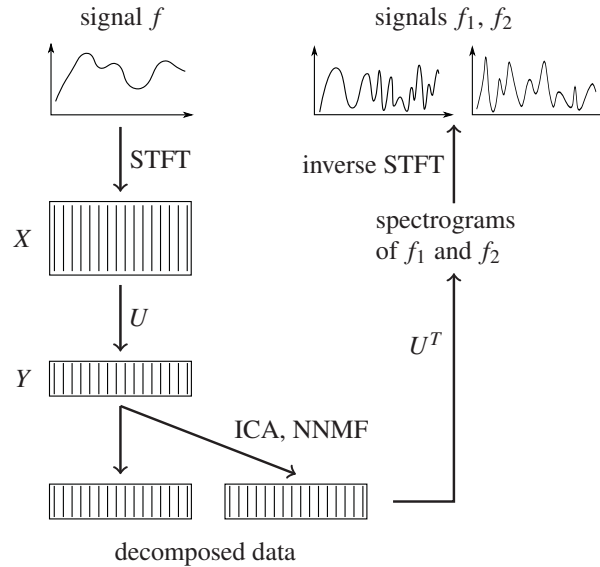 signal f
signals f₁, f₂
STFT
inverse STFT
X
spectrograms
of f₁ and f₂
U
Uᵀ
Y
ICA, NNMF
decomposed data